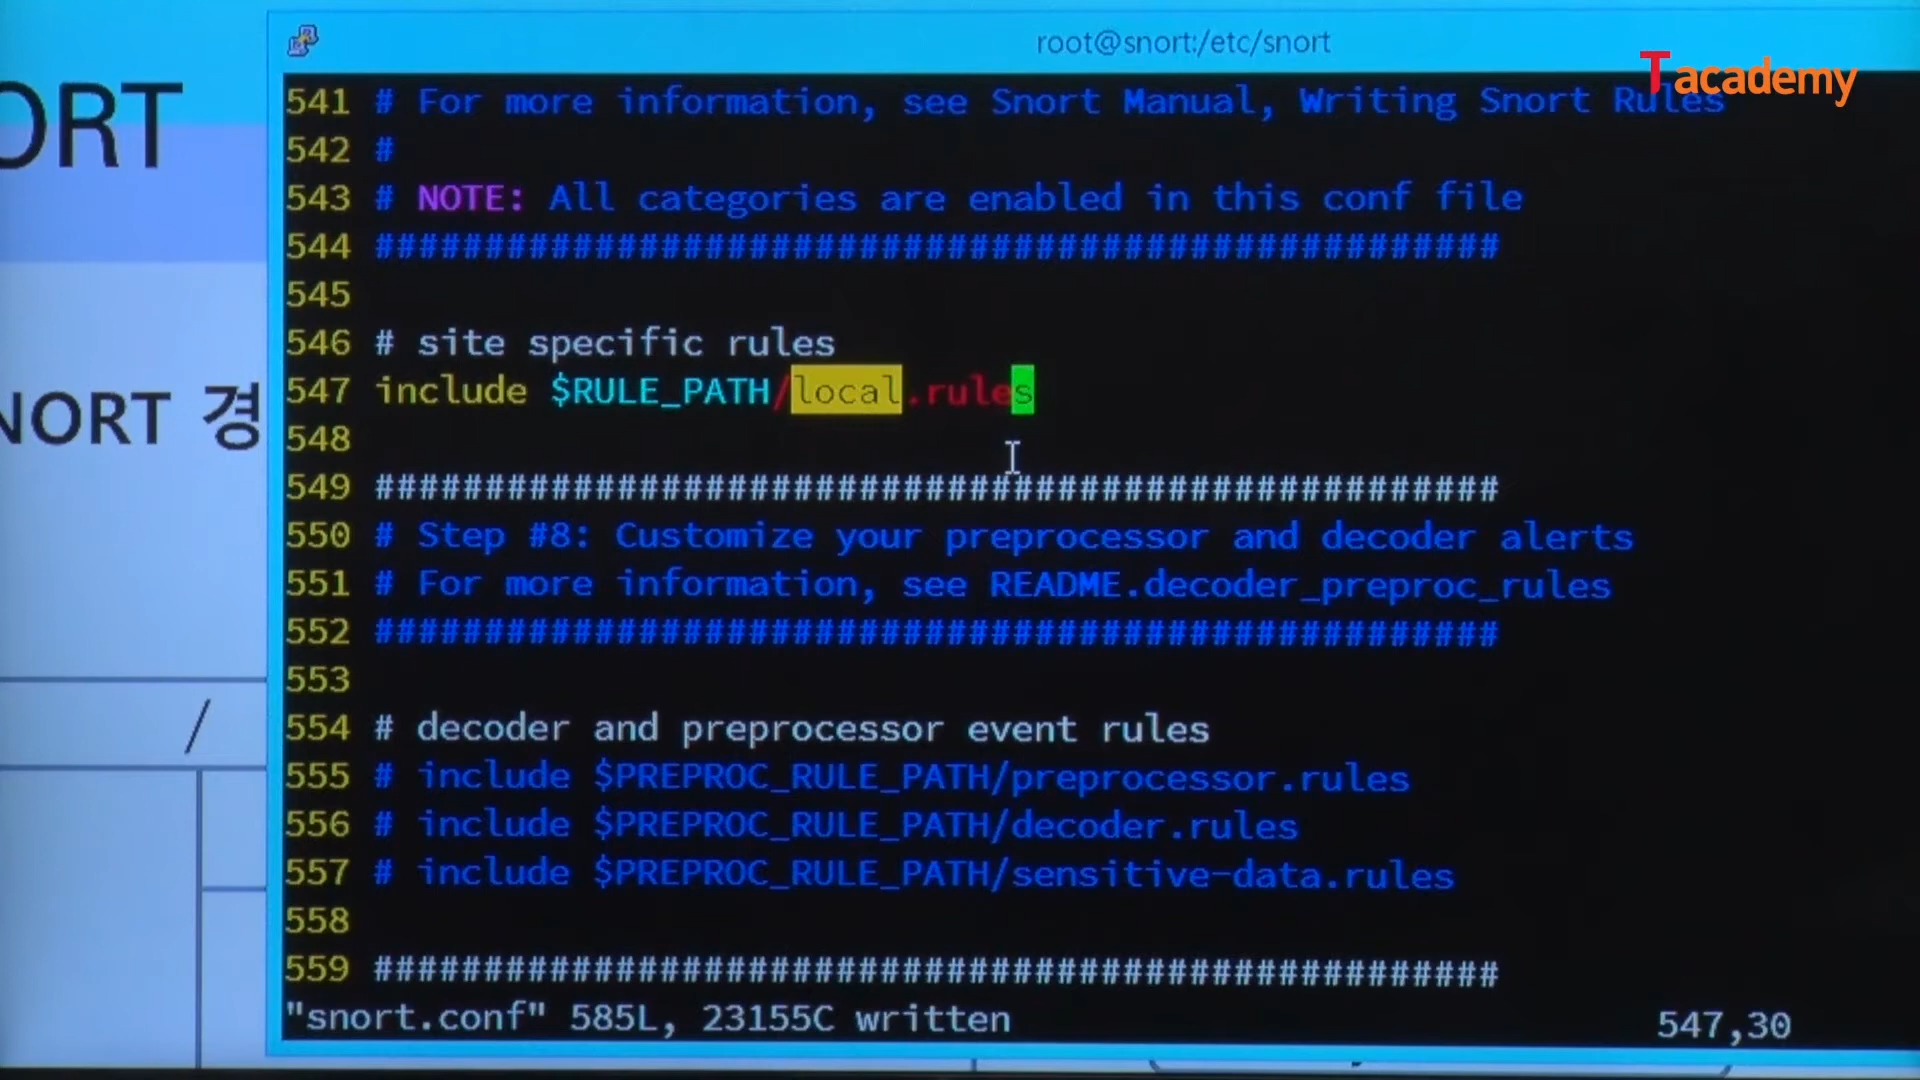 root@snort:/etc/snort
Tacademy
ORT
NORT 경
/
541 # For more information, see Snort Manual, Writing Snort Rules
542 #
543 # NOTE: All categories are enabled in this conf file
544 ###################################################
545
546 # site specific rules
547 include $RULE_PATH/local.rules
548
549 ###################################################
550 # Step #8: Customize your preprocessor and decoder alerts
551 # For more information, see README.decoder_preproc_rules
552 ###################################################
553
554 # decoder and preprocessor event rules
555 # include $PREPROC_RULE_PATH/preprocessor.rules
556 # include $PREPROC_RULE_PATH/decoder.rules
557 # include $PREPROC_RULE_PATH/sensitive-data.rules
558
559 ###################################################
"snort.conf" 585L, 23155C written
547,30